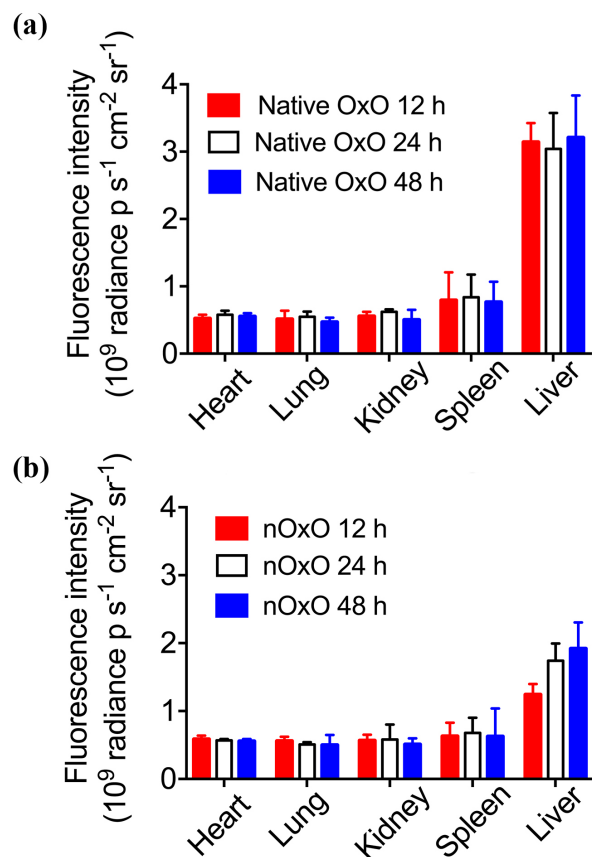 (a)
Fluorescence intensity
(10⁹ radiance p s⁻¹ cm⁻² sr⁻¹)
4
3
2
1
0
Native OxO 12 h
Native OxO 24 h
Native OxO 48 h
Heart
Lung
Kidney
Spleen
Liver
(b)
Fluorescence intensity
(10⁹ radiance p s⁻¹ cm⁻² sr⁻¹)
4
3
2
1
0
nOxO 12 h
nOxO 24 h
nOxO 48 h
Heart
Lung
Kidney
Spleen
Liver